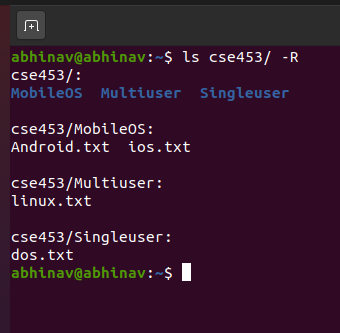 abhinav@abhinav:~$ ls cse453/ -R
cse453/:
MobileOS  Multiuser  Singleuser

cse453/MobileOS:
Android.txt  ios.txt

cse453/Multiuser:
linux.txt

cse453/Singleuser:
dos.txt
abhinav@abhinav:~$